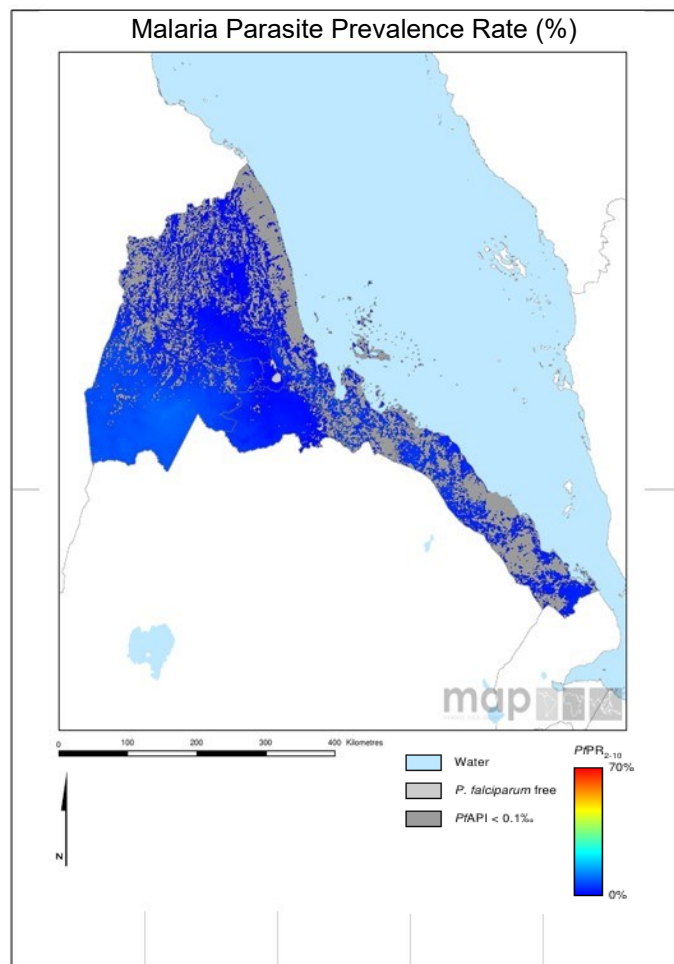 Malaria Parasite Prevalence Rate (%)
map
0 100 200 300 400 Kilometres
N
Water
P. falciparum free
PfAPI < 0.1‰
PfPR2-10
70%
0%